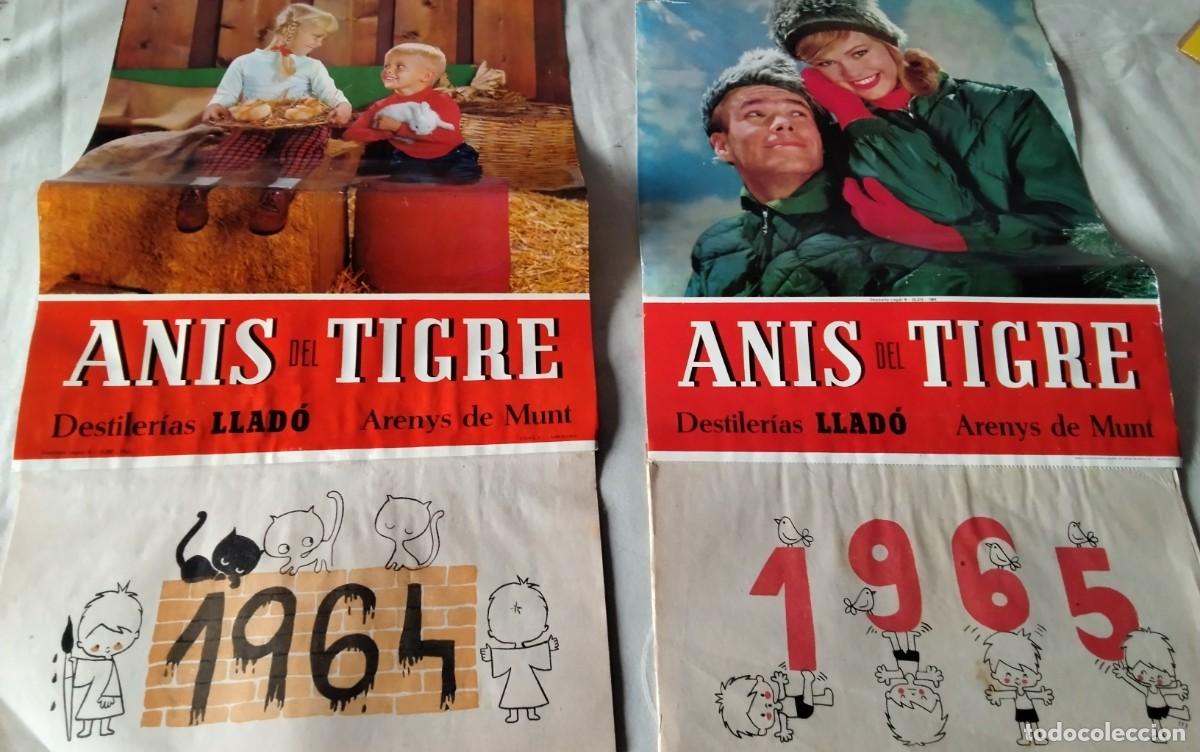 ANIS DEL TIGRE
Destilerías LLADÓ Arenys de Munt
1964
ANIS DEL TIGRE
Destilerías LLADÓ Arenys de Munt
1965
todocoleccion